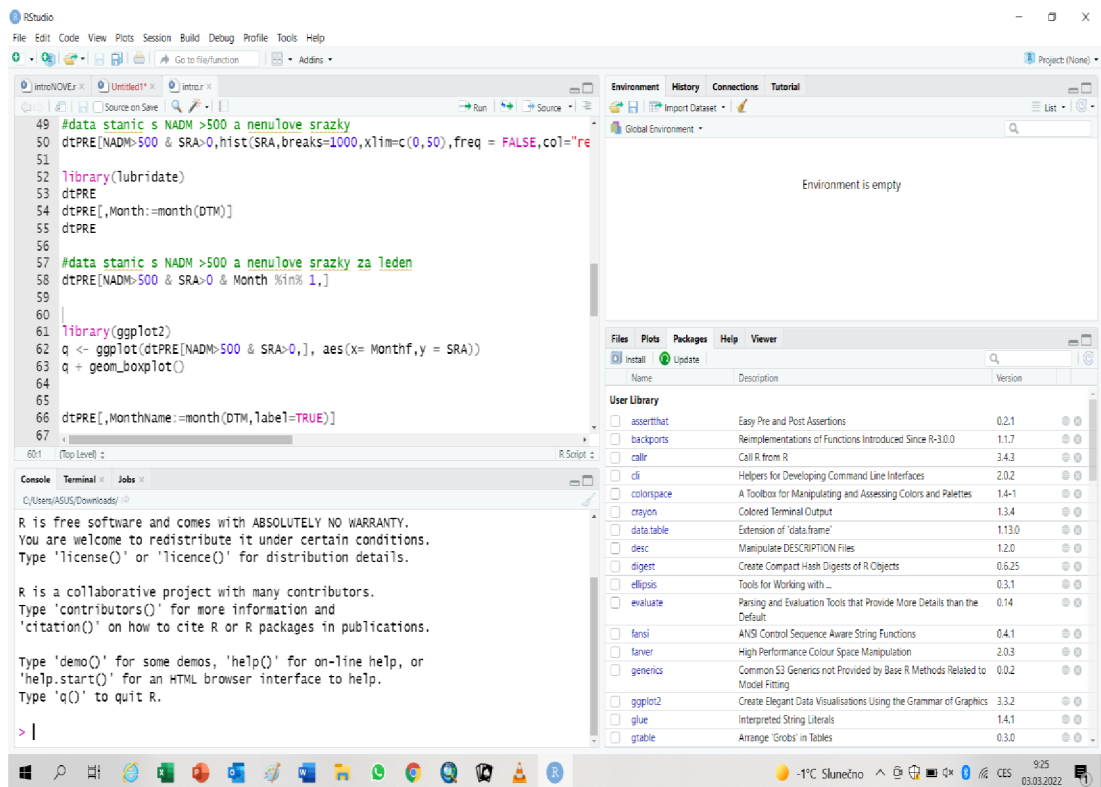 RStudio
File Edit Code View Plots Session Build Debug Profile Tools Help
Go to file/function Addins Project: (None)
introNOVE.r Untitled1* intro.r
Source on Save Run Source
49 #data stanic s NADM >500 a nenulove srazky
50 dtPRE[NADM>500 & SRA>0,hist(SRA,breaks=1000,xlim=c(0,50),freq = FALSE,col="re
51
52 library(lubridate)
53 dtPRE
54 dtPRE[,Month:=month(DTM)]
55 dtPRE
56
57 #data stanic s NADM >500 a nenulove srazky za leden
58 dtPRE[NADM>500 & SRA>0 & Month %in% 1,]
59
60
61 library(ggplot2)
62 q <- ggplot(dtPRE[NADM>500 & SRA>0,], aes(x= Monthf,y = SRA))
63 q + geom_boxplot()
64
65
66 dtPRE[,MonthName:=month(DTM,label=TRUE)]
67
60:1 (Top Level) R Script
Console Terminal Jobs
C:/Users/ASUS/Downloads/
R is free software and comes with ABSOLUTELY NO WARRANTY.
You are welcome to redistribute it under certain conditions.
Type 'license()' or 'licence()' for distribution details.
R is a collaborative project with many contributors.
Type 'contributors()' for more information and
'citation()' on how to cite R or R packages in publications.
Type 'demo()' for some demos, 'help()' for on-line help, or
'help.start()' for an HTML browser interface to help.
Type 'q()' to quit R.
>
Environment History Connections Tutorial
Import Dataset List
Global Environment
Environment is empty
Files Plots Packages Help Viewer
Install Update
Name Description Version
User Library
assertthat Easy Pre and Post Assertions 0.2.1
backports Reimplementations of Functions Introduced Since R-3.0.0 1.1.7
callr Call R from R 3.4.3
cli Helpers for Developing Command Line Interfaces 2.0.2
colorspace A Toolbox for Manipulating and Assessing Colors and Palettes 1.4-1
crayon Colored Terminal Output 1.3.4
data.table Extension of 'data.frame' 1.13.0
desc Manipulate DESCRIPTION Files 1.2.0
digest Create Compact Hash Digests of R Objects 0.6.25
ellipsis Tools for Working with ... 0.3.1
evaluate Parsing and Evaluation Tools that Provide More Details than the 0.14
Default
fansi ANSI Control Sequence Aware String Functions 0.4.1
farver High Performance Colour Space Manipulation 2.0.3
generics Common S3 Generics not Provided by Base R Methods Related to 0.0.2
Model Fitting
ggplot2 Create Elegant Data Visualisations Using the Grammar of Graphics 3.3.2
glue Interpreted String Literals 1.4.1
gtable Arrange 'Grobs' in Tables 0.3.0
-1°C Slunečno CES 9:25
03.03.2022